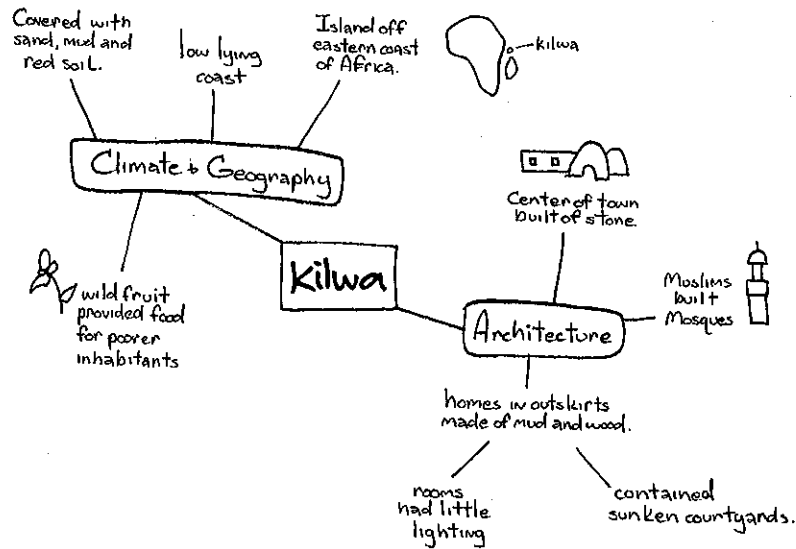 Covered with
sand, mud and
red soil.
low lying
coast
Island off
eastern coast
of Africa.
kilwa
Climate & Geography
wild fruit
provided food
for poorer
inhabitants
Kilwa
Center of town
built of stone.
Muslims
built
Mosques
Architecture
homes in outskirts
made of mud and wood.
rooms
had little
lighting
contained
sunken courtyards.